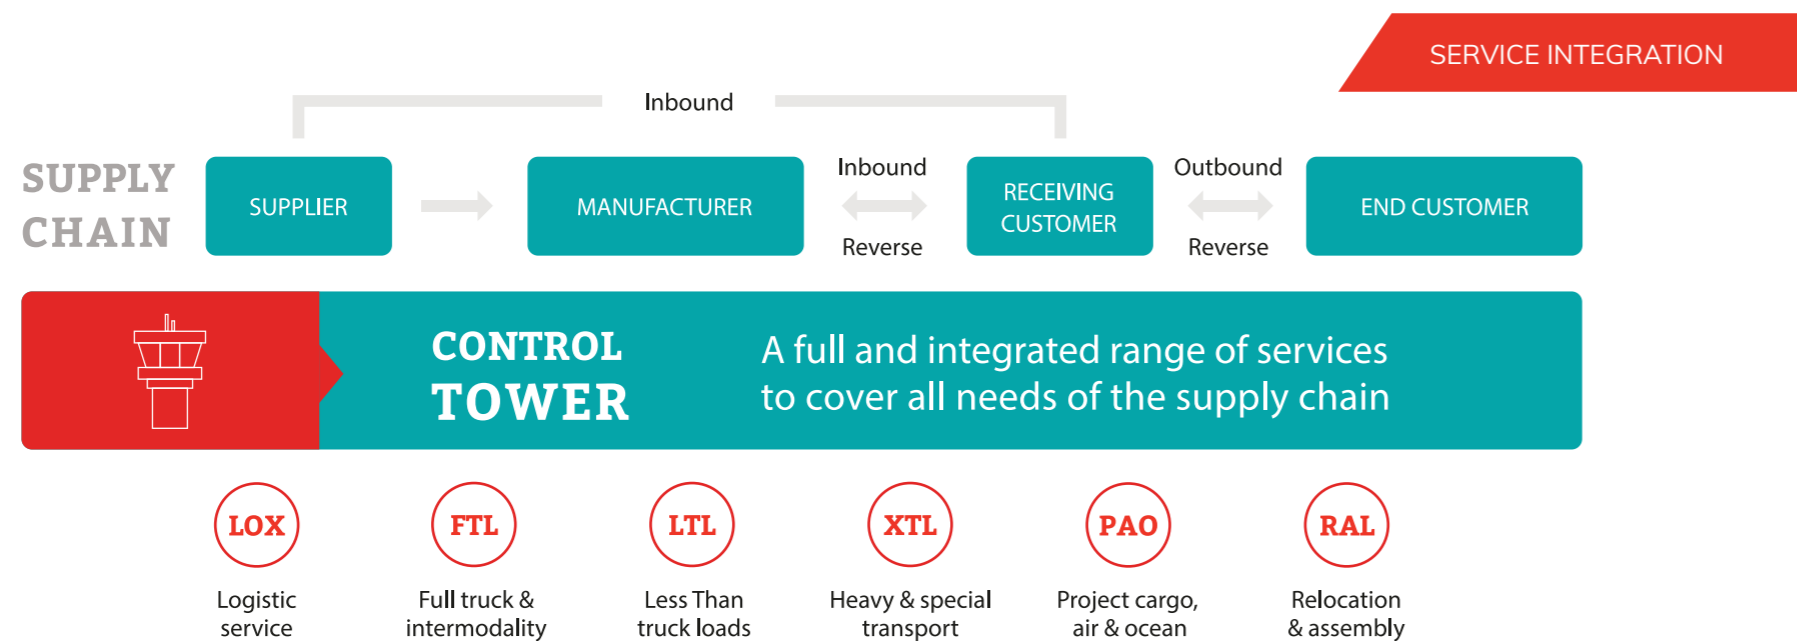 SERVICE INTEGRATION
Inbound
SUPPLY
CHAIN
SUPPLIER
MANUFACTURER
Inbound
Reverse
RECEIVING
CUSTOMER
Outbound
Reverse
END CUSTOMER
CONTROL
TOWER
A full and integrated range of services
to cover all needs of the supply chain
LOX
Logistic
service
FTL
Full truck &
intermodality
LTL
Less Than
truck loads
XTL
Heavy & special
transport
PAO
Project cargo,
air & ocean
RAL
Relocation
& assembly